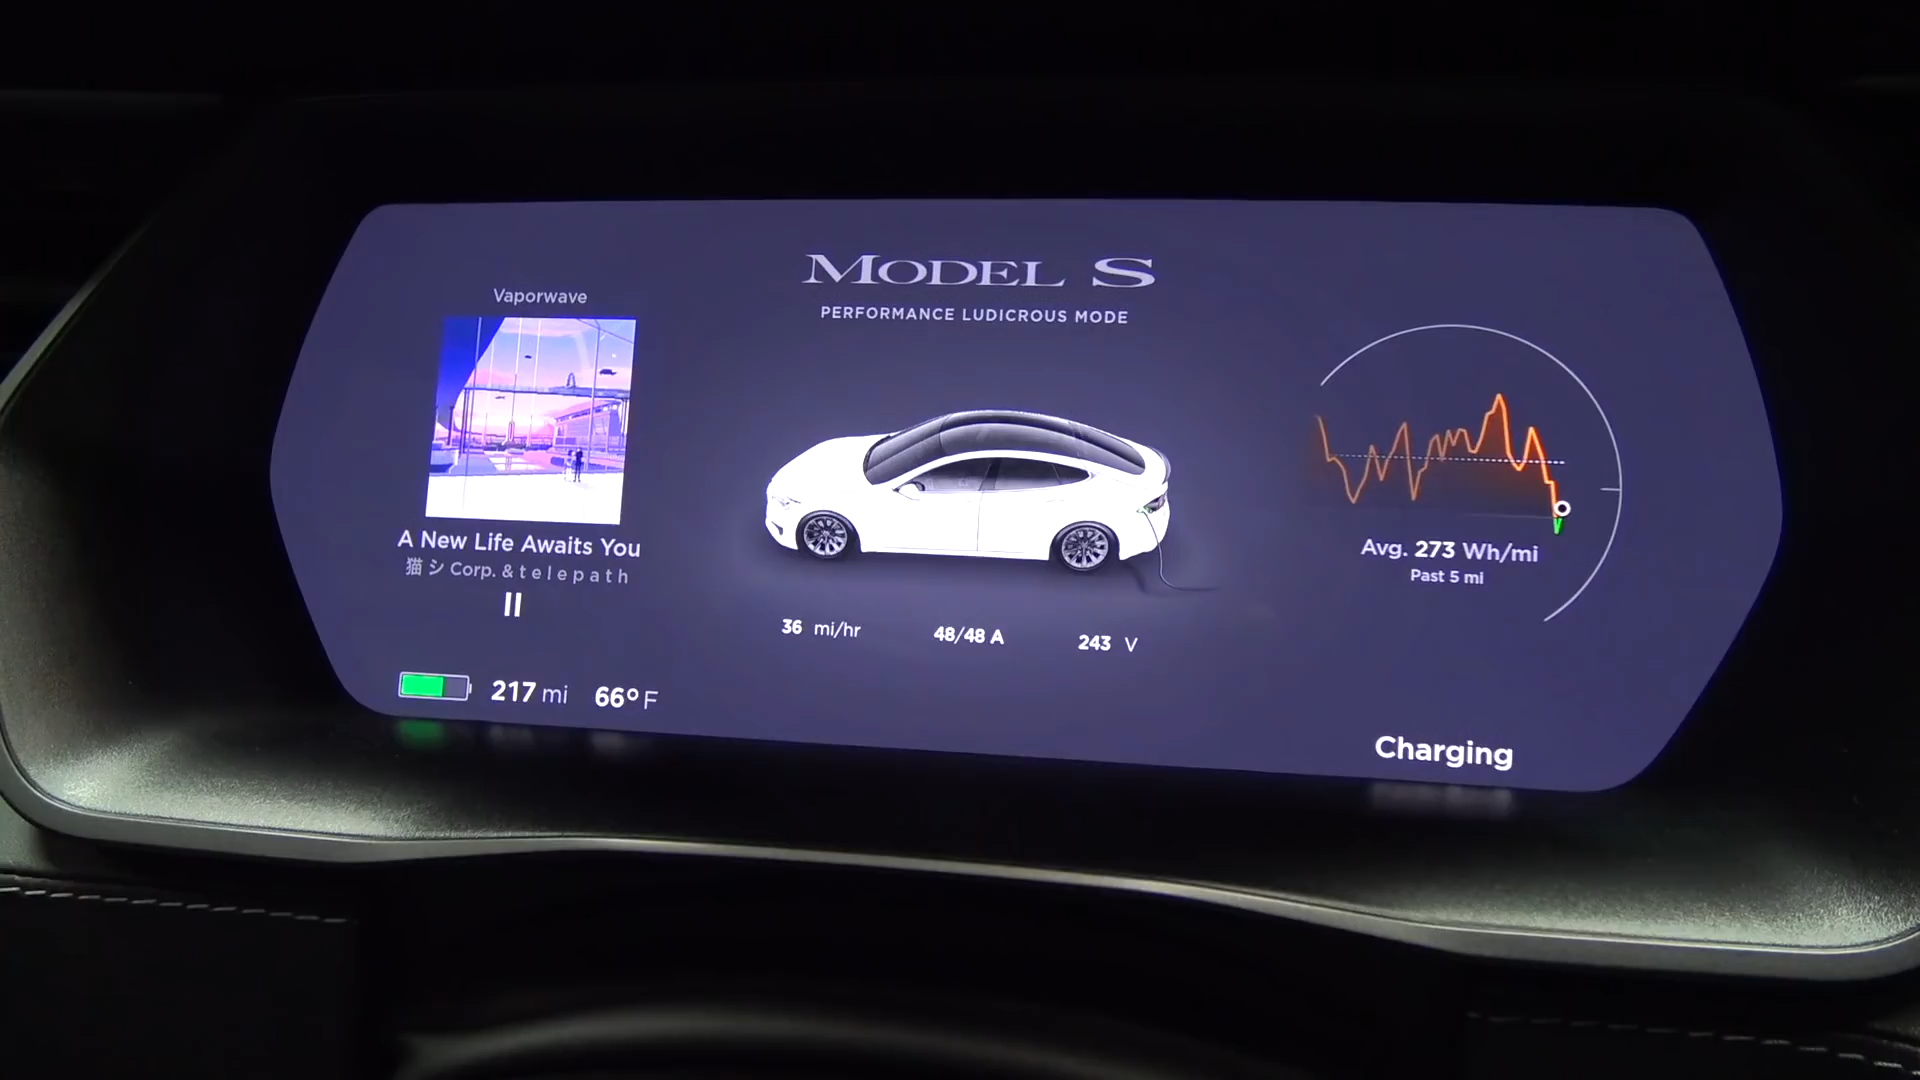 MODEL S
PERFORMANCE LUDICROUS MODE
Vaporwave
A New Life Awaits You
猫 シ Corp. & t e l e p a t h
Avg. 273 Wh/mi
Past 5 mi
36 mi/hr
48/48 A
243 V
217 mi
66° F
Charging